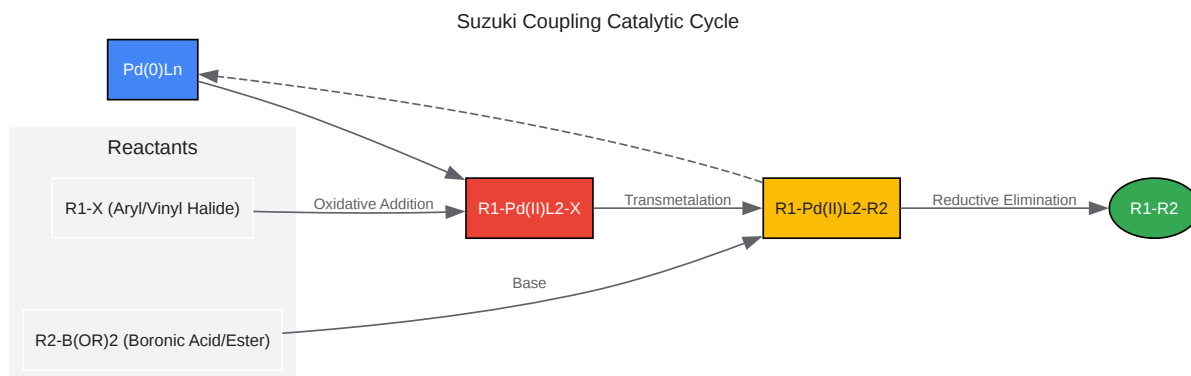 Suzuki Coupling Catalytic Cycle
Pd(0)Ln
Reactants
R1-X (Aryl/Vinyl Halide)
Oxidative Addition
R1-Pd(II)L2-X
Transmetalation
R1-Pd(II)L2-R2
Reductive Elimination
R1-R2
Base
R2-B(OR)2 (Boronic Acid/Ester)